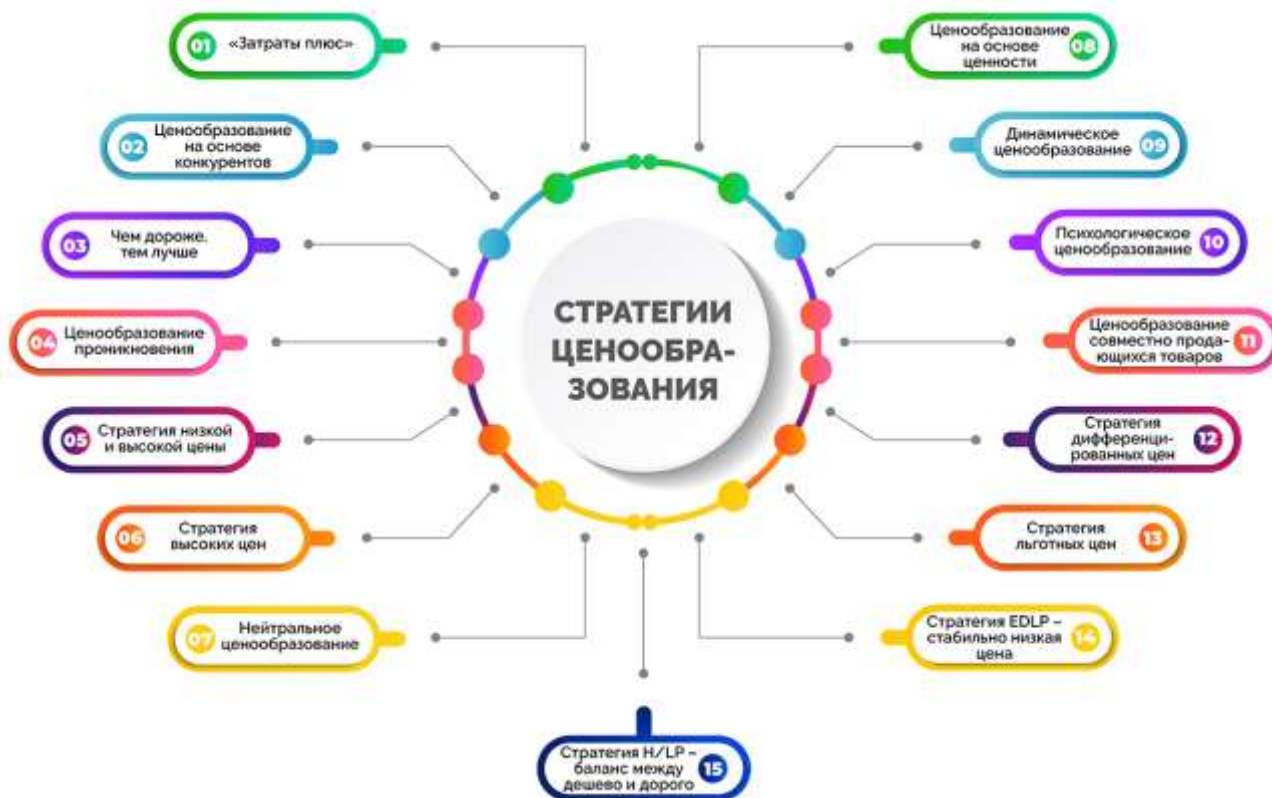 СТРАТЕГИИ
ЦЕНООБРА-
ЗОВАНИЯ
01
«Затраты плюс»
02
Ценообразование
на основе
конкурентов
03
Чем дороже,
тем лучше
04
Ценообразование
проникновения
05
Стратегия низкой
и высокой цены
06
Стратегия
высоких цен
07
Нейтральное
ценообразование
Ценообразование
на основе
ценности
08
Динамическое
ценообразование
09
Психологическое
ценообразование
10
Ценообразование
совместно прода-
ющихся товаров
11
Стратегия
дифференци-
рованных цен
12
Стратегия
льготных цен
13
Стратегия EDLP –
стабильно низкая
цена
14
Стратегия H/LP –
баланс между
дешево и дорого
15